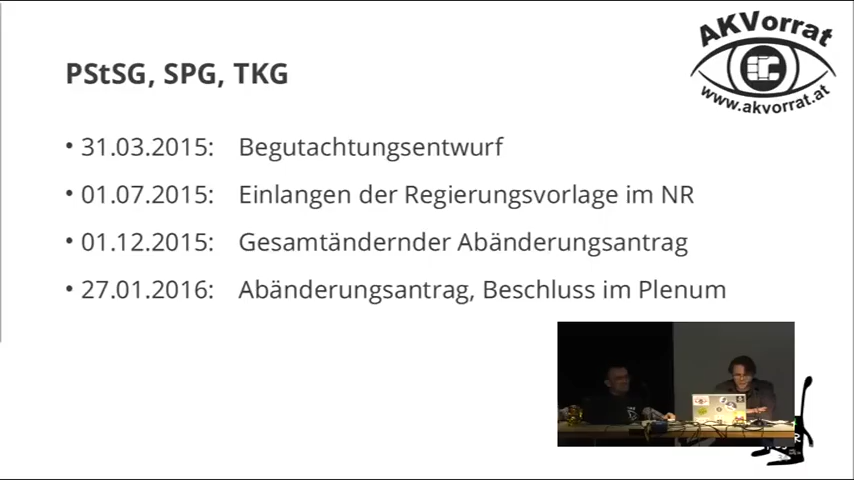 AKVorrat
www.akvorrat.at
PStSG, SPG, TKG
• 31.03.2015: Begutachtungsentwurf
• 01.07.2015: Einlangen der Regierungsvorlage im NR
• 01.12.2015: Gesamtändernder Abänderungsantrag
• 27.01.2016: Abänderungsantrag, Beschluss im Plenum